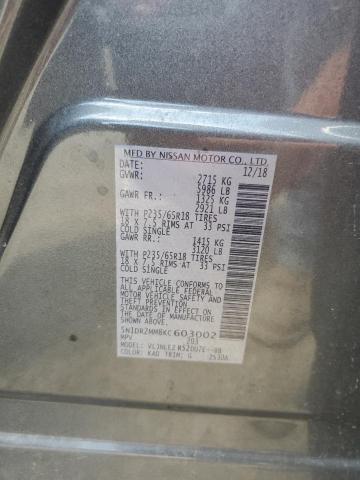 MFD BY NISSAN MOTOR CO., LTD.
DATE: 12/18
GVWR: 2715 KG
5986 LB
GAWR FR.: 1325 KG
2921 LB
WITH P235/65R18 TIRES
18 X 7.5 RIMS AT 33 PSI
COLD SINGLE
GAWR RR.: 1415 KG
3120 LB
WITH P235/65R18 TIRES
18 X 7.5 RIMS AT 33 PSI
COLD SINGLE
THIS VEHICLE CONFORMS TO
ALL APPLICABLE FEDERAL
MOTOR VEHICLE SAFETY, BUMPER,
AND THEFT PREVENTION
STANDARDS IN EFFECT ON
THE DATE OF MANUFACTURE
SHOWN ABOVE.
5N1DR2MM8KC603002
MPV 203
MODEL:
COLOR: KAD TRIM: G